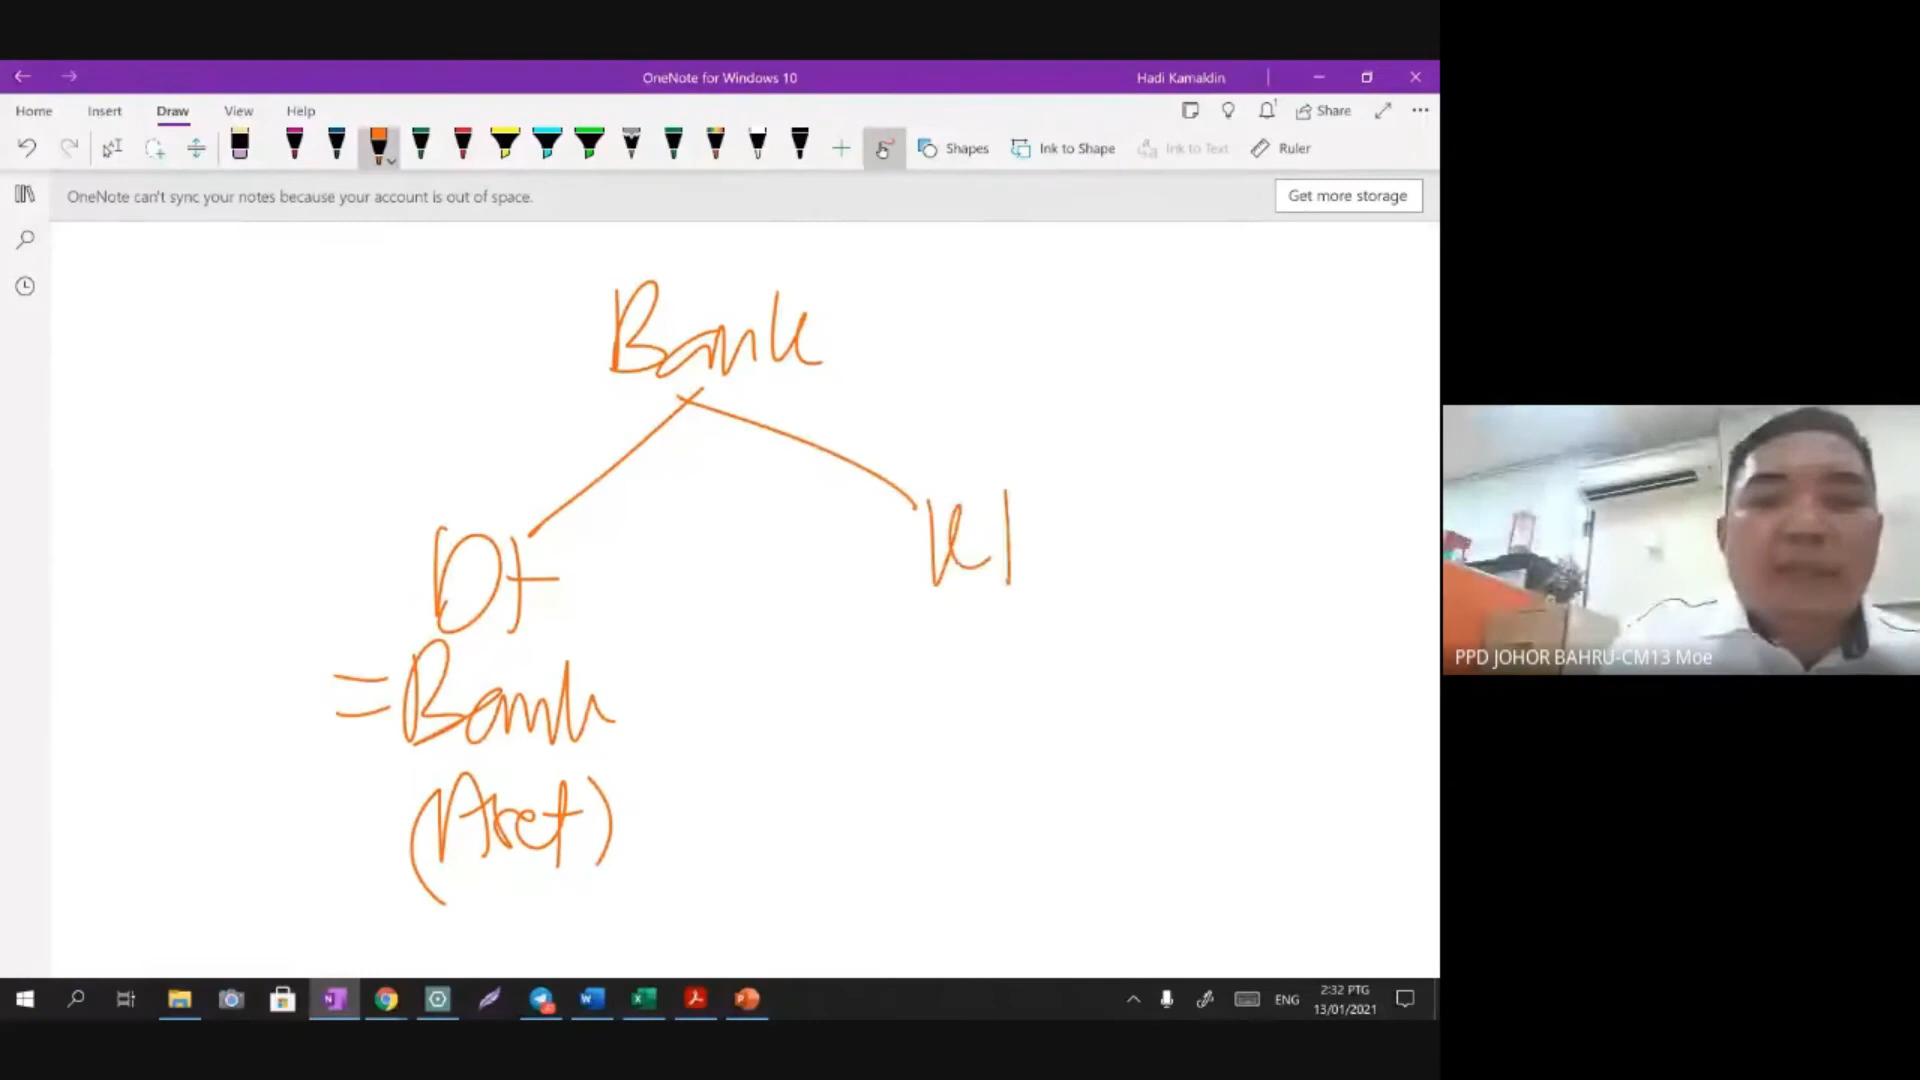 OneNote for Windows 10
Hadi Kamaldin
Home Insert Draw View Help
Share
Shapes Ink to Shape Ink to Text Ruler
OneNote can't sync your notes because your account is out of space.
Get more storage
Bank
Dt
Kt
= Bank
(Aset)
PPD JOHOR BAHRU-CM13 Moe
ENG
2:32 PTG
13/01/2021